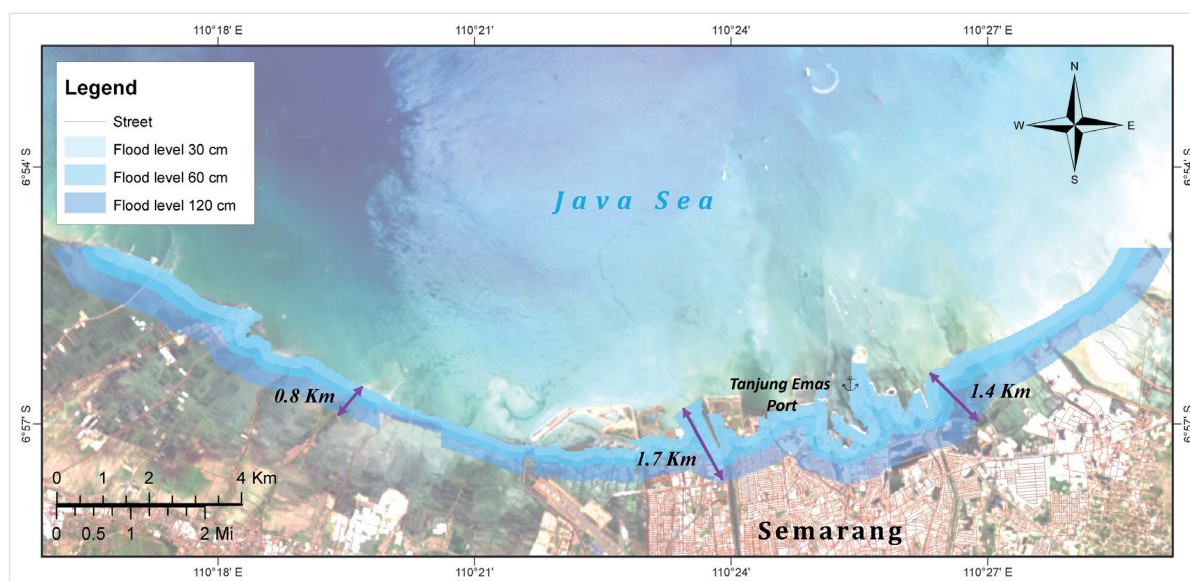 110°18' E 110°21' E 110°24' E 110°27' E
Legend
Street
Flood level 30 cm
Flood level 60 cm
Flood level 120 cm
N
W E
S
6°54' S 6°54' S
Java Sea
Tanjung Emas
Port
0.8 Km
1.4 Km
1.7 Km
6°57' S 6°57' S
0 1 2 4 Km
0 0.5 1 2 Mi
Semarang
110°18' E 110°21' E 110°24' E 110°27' E